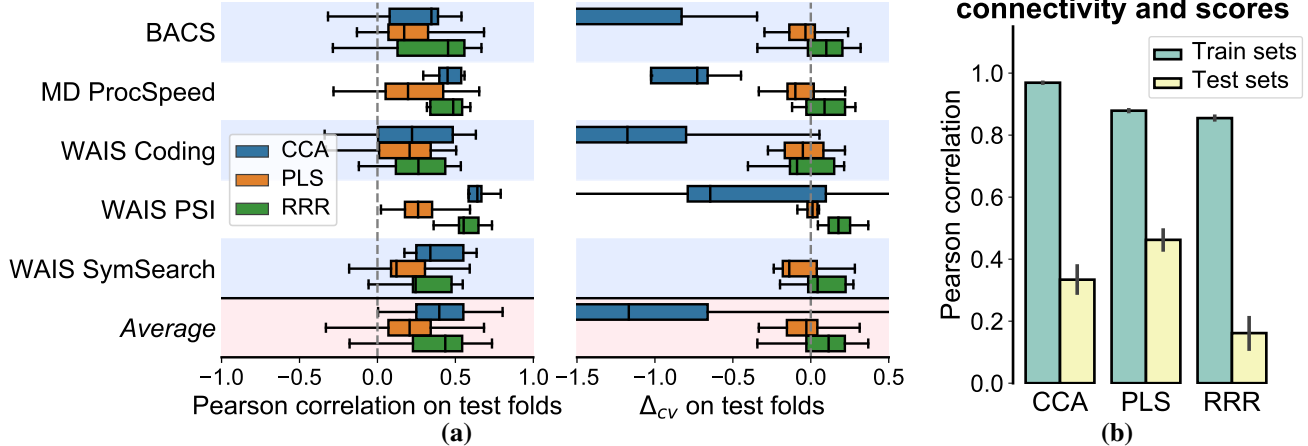 BACS
MD ProcSpeed
WAIS Coding
WAIS PSI
WAIS SymSearch
Average
CCA
PLS
RRR
−1.0 −0.5 0.0 0.5 1.0
Pearson correlation on test folds
−1.5 −1.0 −0.5 0.0 0.5
Δcv on test folds
(a)
connectivity and scores
Train sets
Test sets
Pearson correlation
1.0
0.8
0.6
0.4
0.2
0.0
CCA PLS RRR
(b)